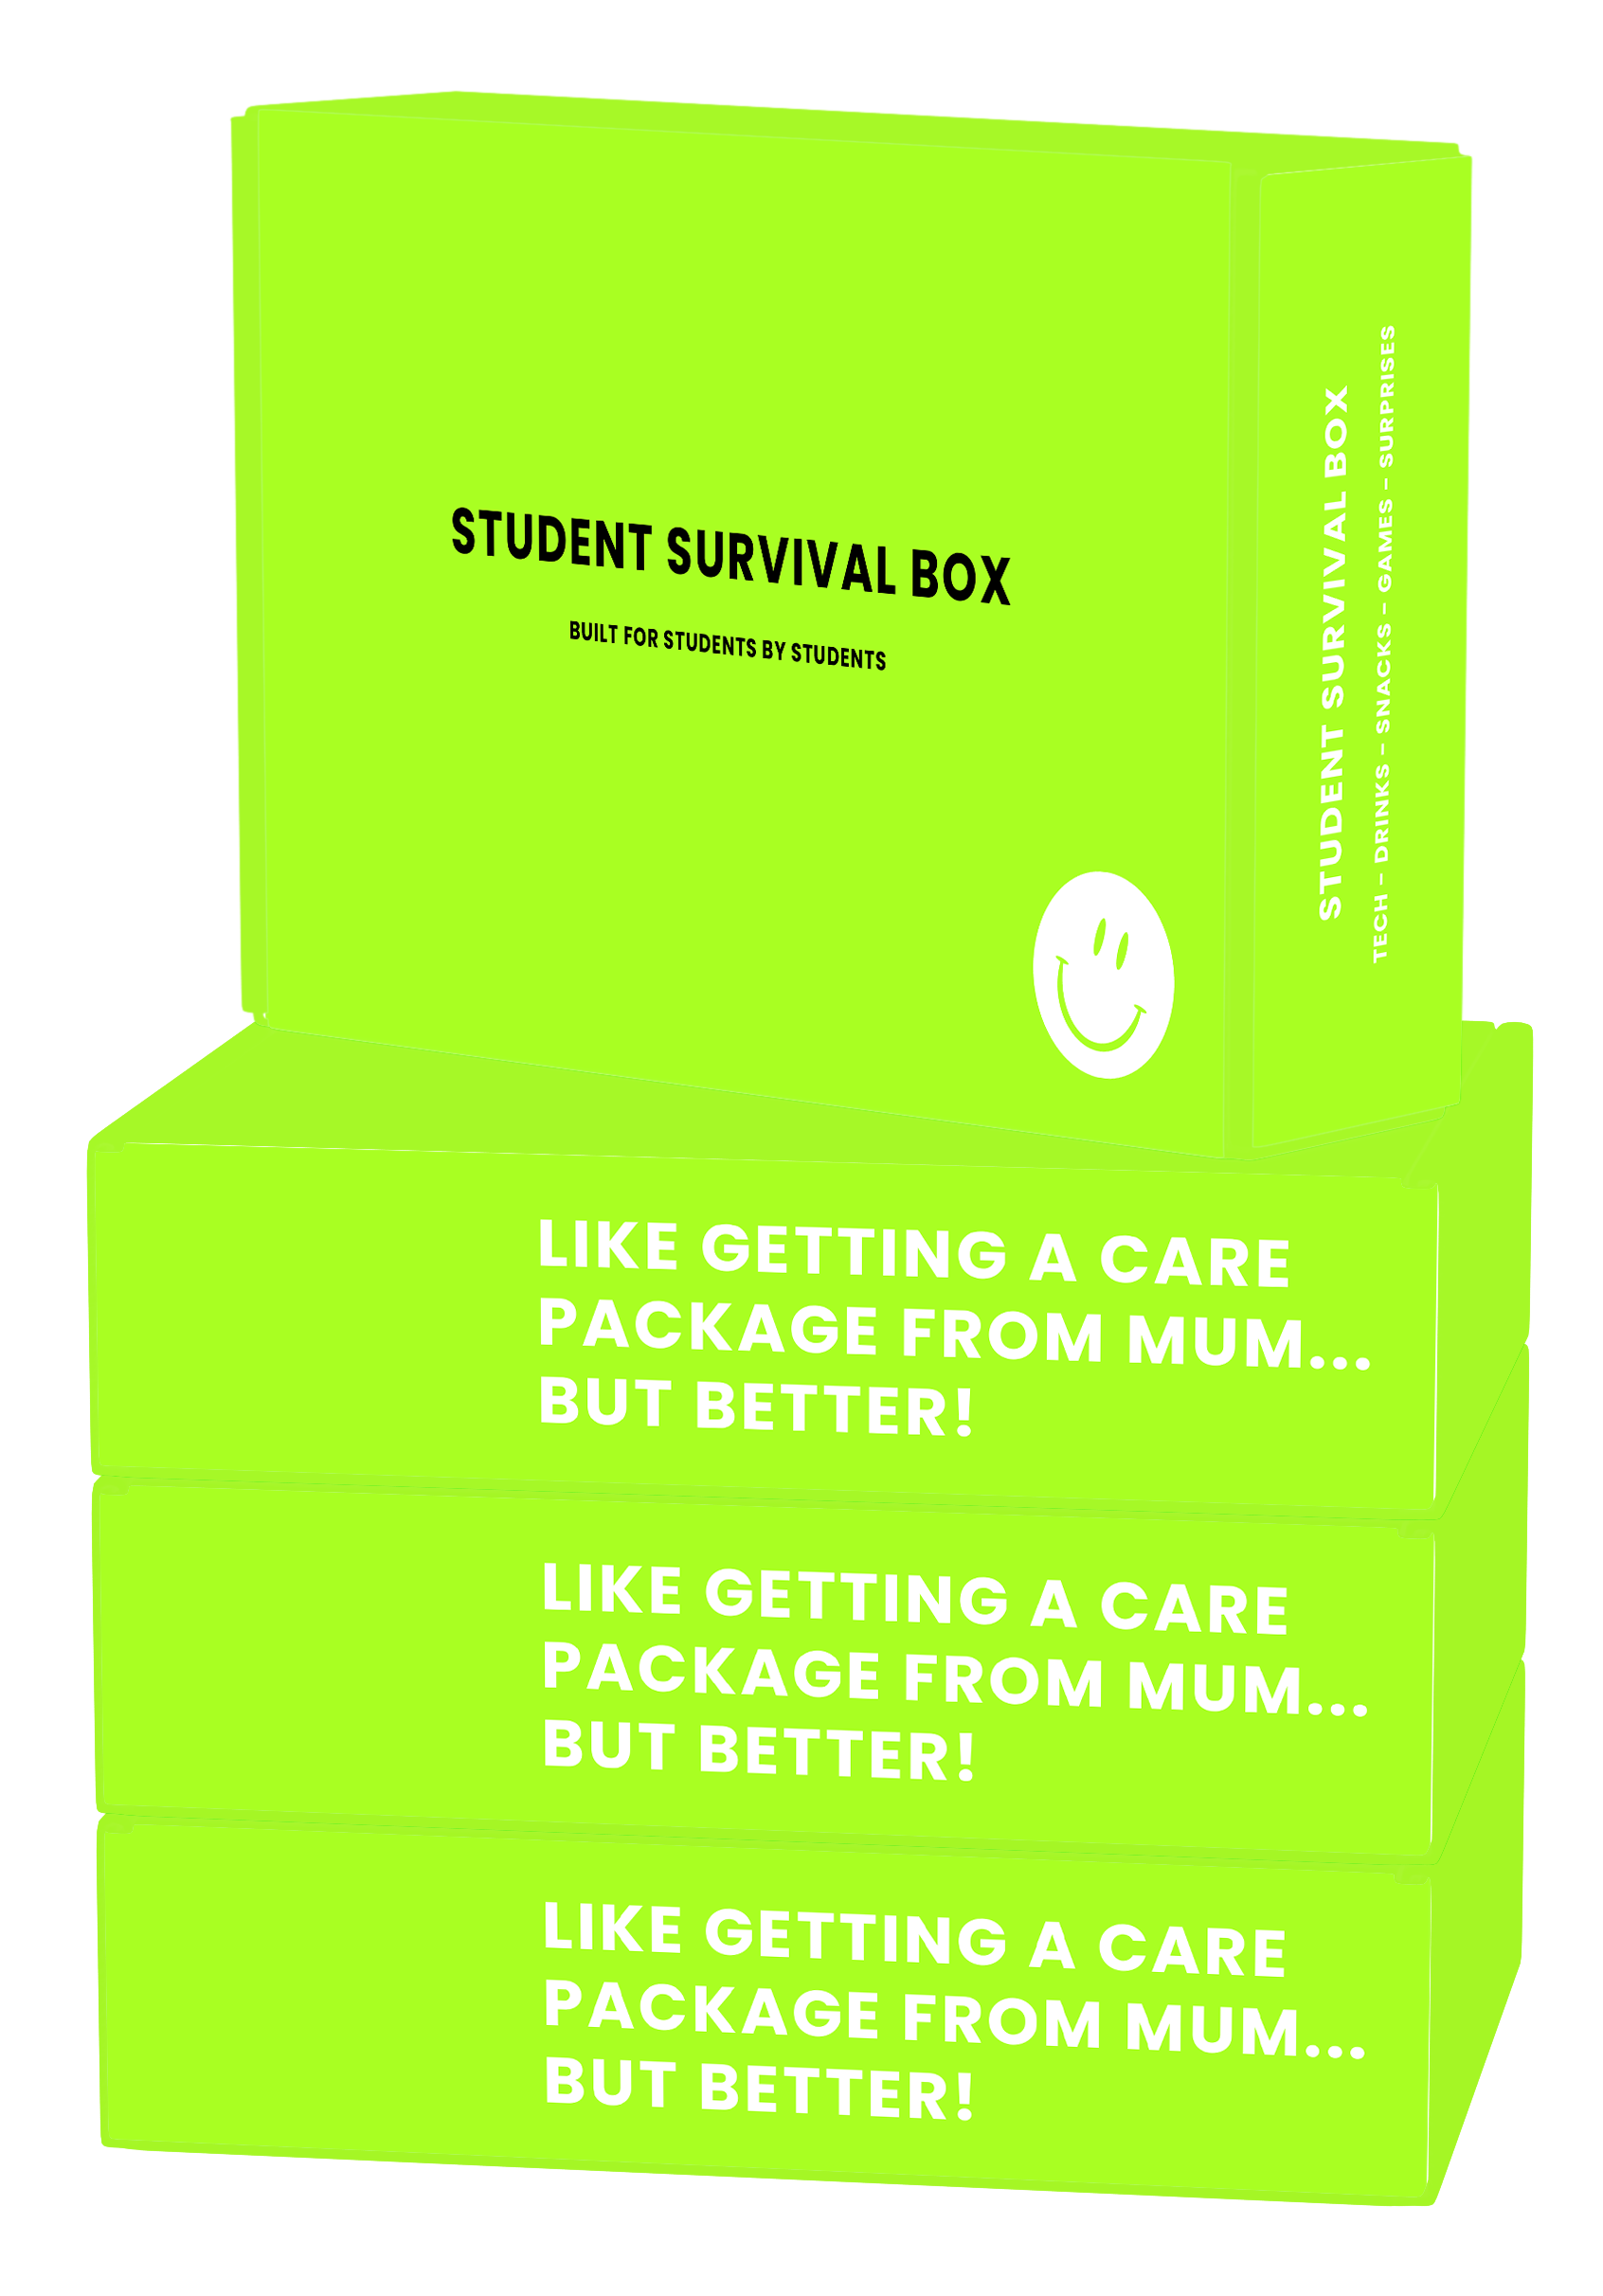 STUDENT SURVIVAL BOX
BUILT FOR STUDENTS BY STUDENTS
STUDENT SURVIVAL BOX
TECH – DRINKS – SNACKS – GAMES – SURPRISES
LIKE GETTING A CARE
PACKAGE FROM MUM...
BUT BETTER!
LIKE GETTING A CARE
PACKAGE FROM MUM...
BUT BETTER!
LIKE GETTING A CARE
PACKAGE FROM MUM...
BUT BETTER!